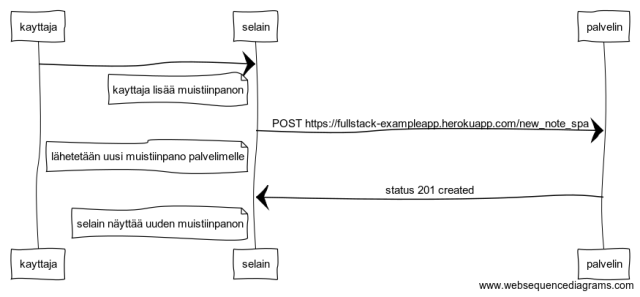 kayttaja
selain
palvelin
kayttaja lisää muistiinpanon
POST https://fullstack-exampleapp.herokuapp.com/new_note_spa
lähetetään uusi muistiinpano palvelimelle
status 201 created
selain näyttää uuden muistiinpanon
kayttaja
selain
palvelin
www.websequencediagrams.com